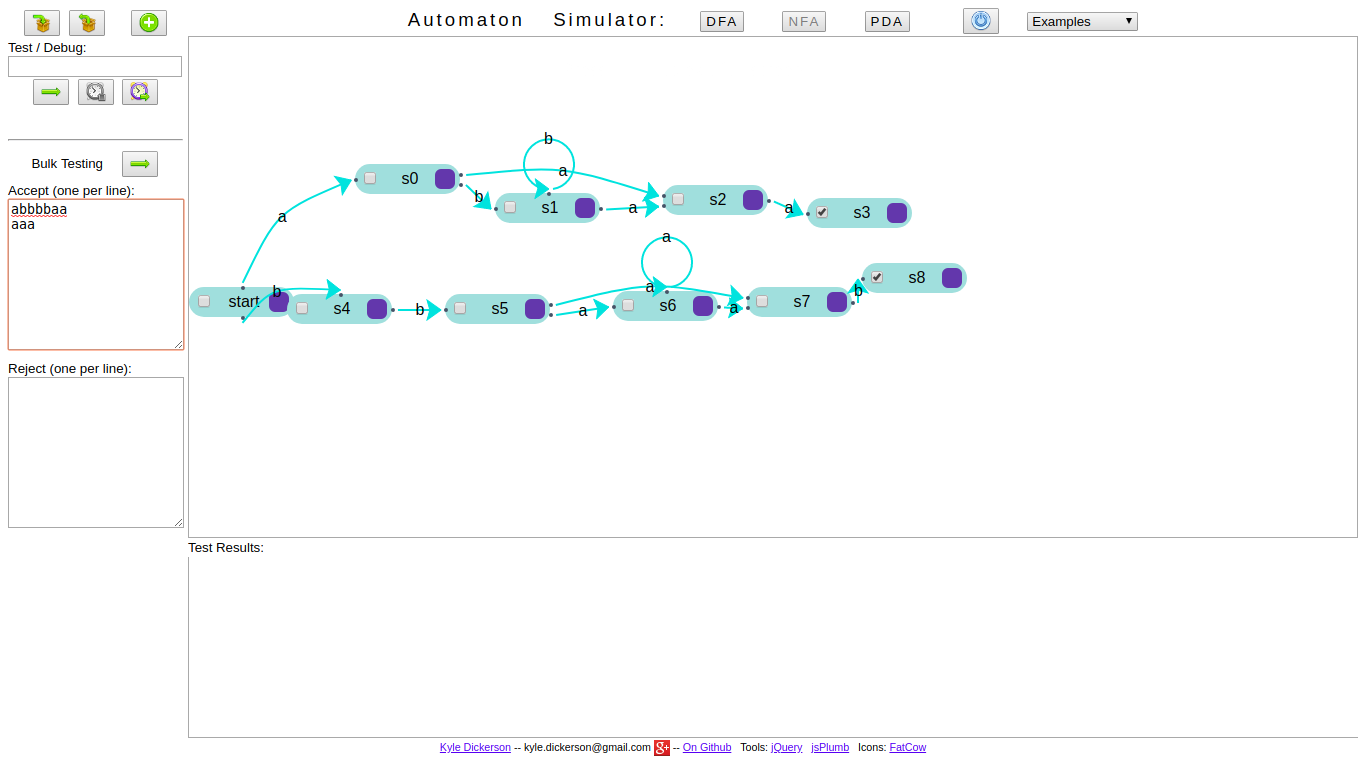 Automaton Simulator: DFA NFA PDA Examples
Test / Debug:
Bulk Testing
Accept (one per line):
abbbbaa
aaa
Reject (one per line):
b
s0
a
b
s1
a
s2
a
s3
a
a
start
b
s4
b
s5
a
a
s6
a
s7
b
s8
Test Results:
Kyle Dickerson -- kyle.dickerson@gmail.com g+ -- On Github Tools: jQuery jsPlumb Icons: FatCow